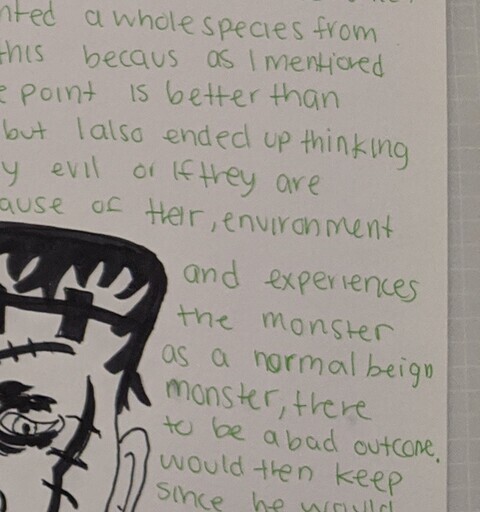 nted a whole species from
this becaus as I mentioned
point is better than
but I also ended up thinking
y evil or if they are
ause of their, environment
and experiences
the monster
as a normal beign
monster, there
to be a bad outcome.
would then keep
since he would